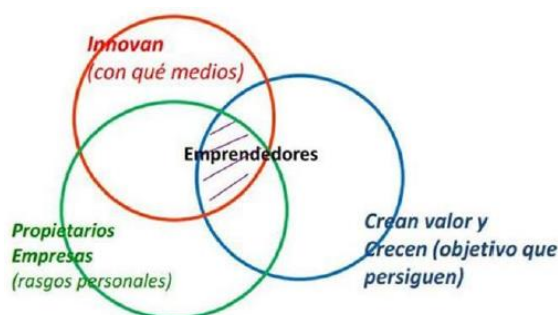 Innovan
(con qué medios)
Emprendedores
Propietarios
Empresas
(rasgos personales)
Crean valor y
Crecen (objetivo que
persiguen)